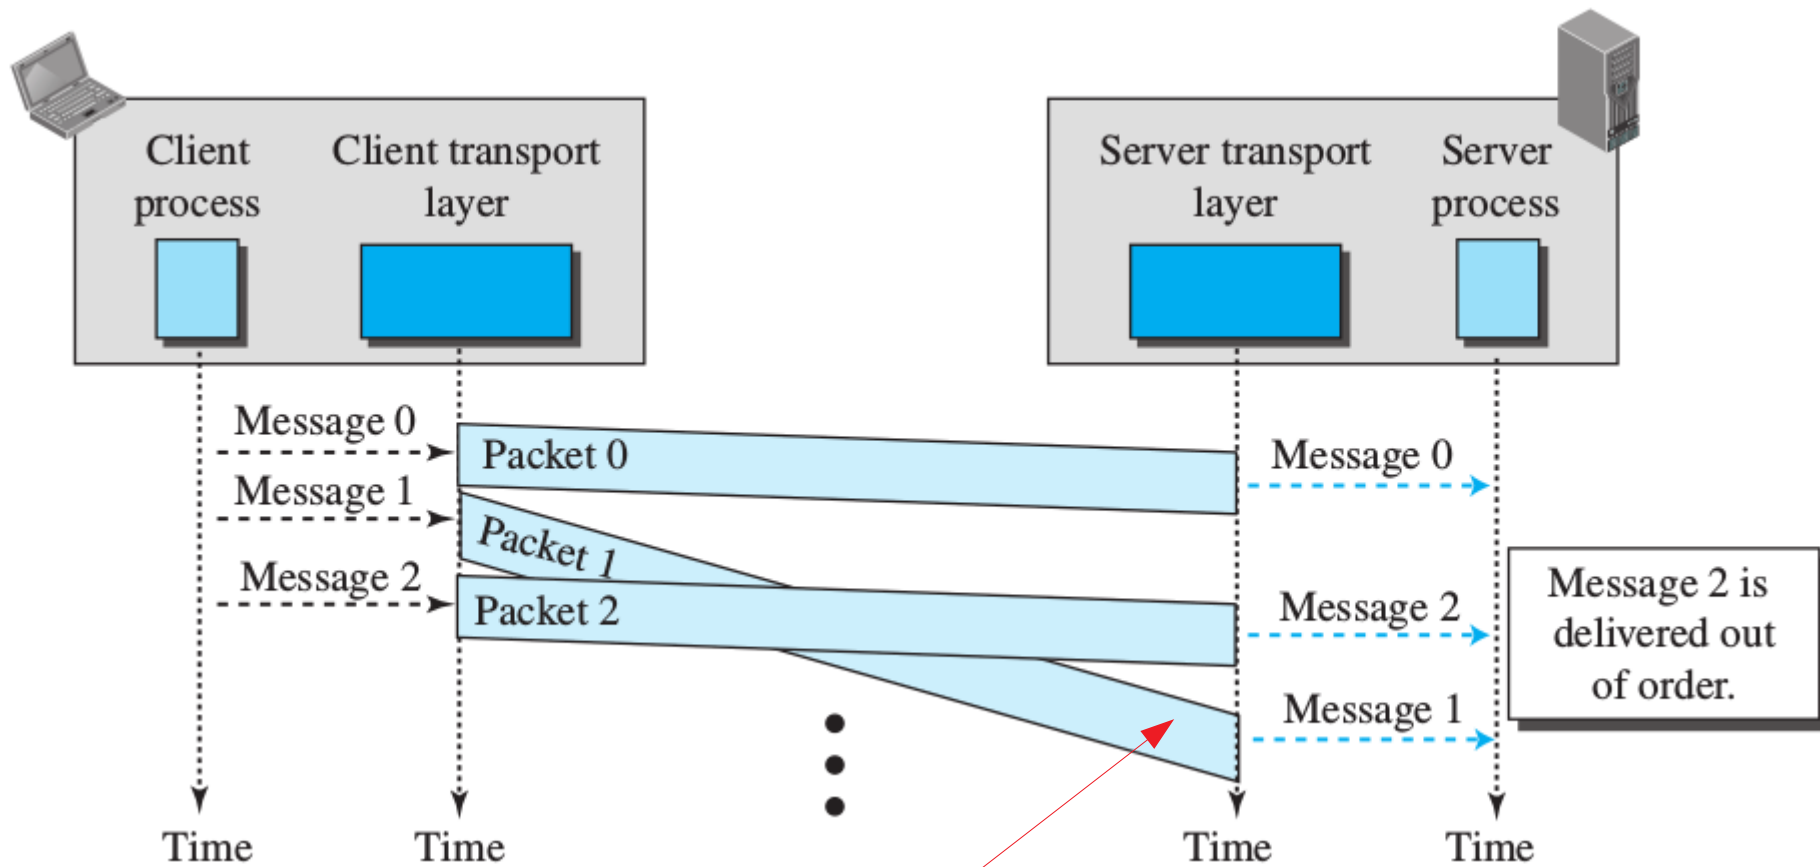 Client
process
Client transport
layer
Server transport
layer
Server
process
Message 0
Packet 0
Message 0
Message 1
Packet 1
Message 2
Packet 2
Message 2
Message 1
Message 2 is
delivered out
of order.
Time
Time
Time
Time